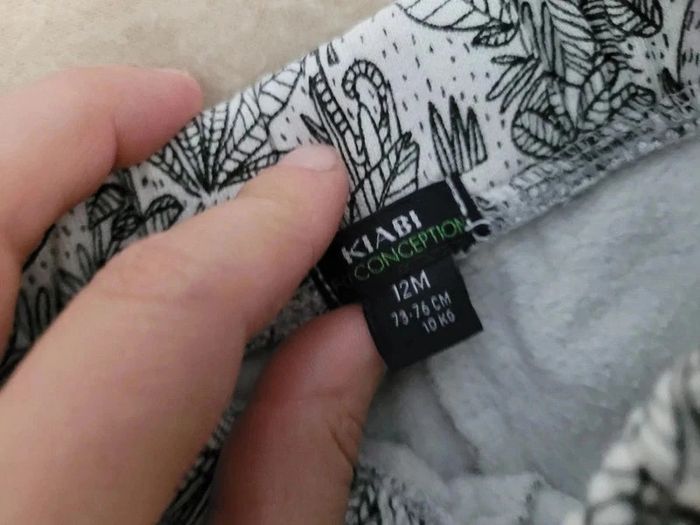 KIABI
CONCEPTION
12M
73-76 CM
10 KG